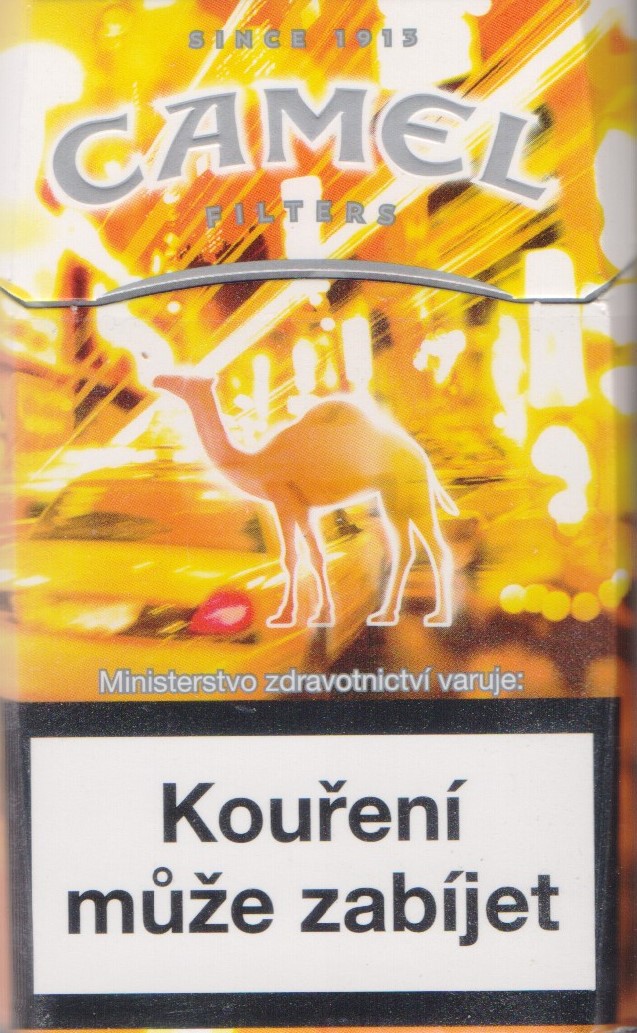 SINCE 1913
CAMEL
FILTERS
Ministerstvo zdravotnictví varuje:
Kouření
může zabíjet